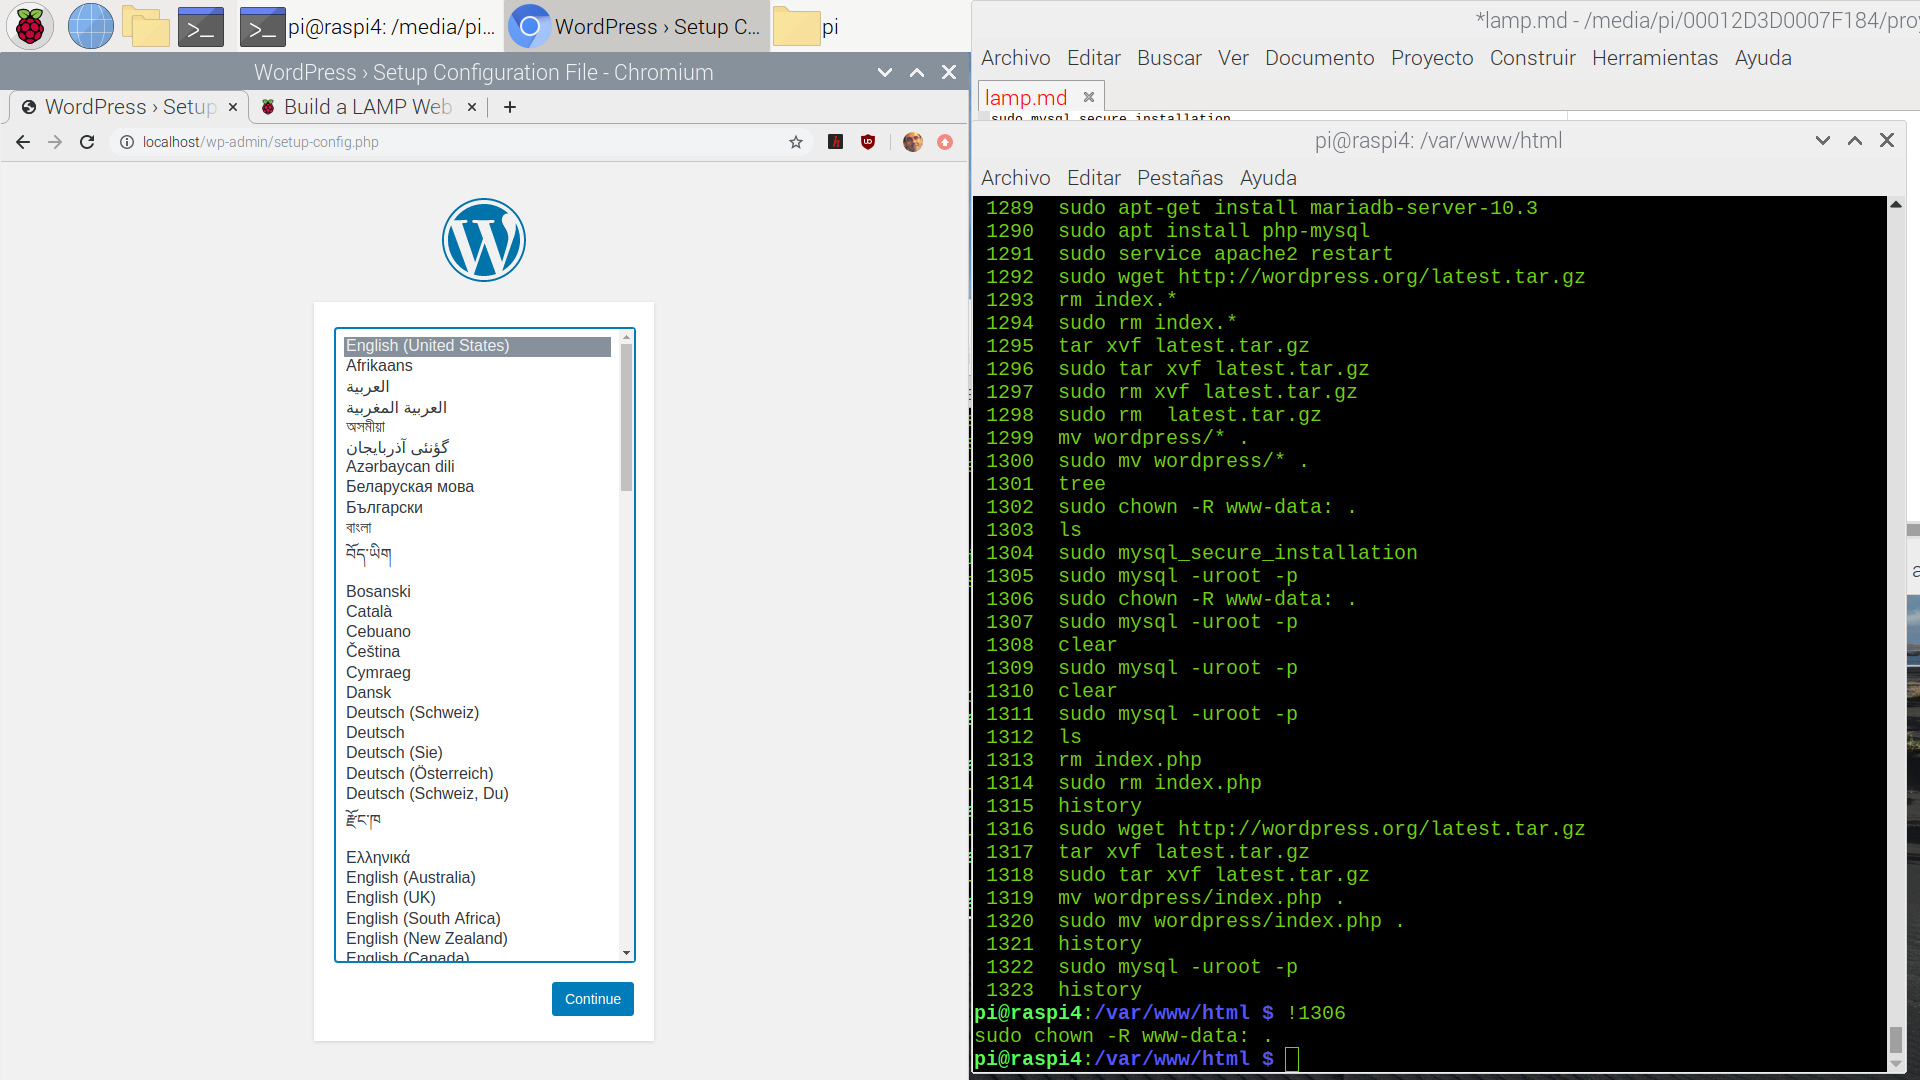 pi@raspi4: /media/pi...
WordPress › Setup C...
pi
WordPress › Setup Configuration File - Chromium
WordPress › Setup
Build a LAMP Web
localhost/wp-admin/setup-config.php
English (United States)
Afrikaans
العربية
العربية المغربية
অসমীয়া
گؤنئی آذربایجان
Azərbaycan dili
Беларуская мова
Български
বাংলা
བོད་ཡིག
Bosanski
Català
Cebuano
Čeština
Cymraeg
Dansk
Deutsch (Schweiz)
Deutsch
Deutsch (Sie)
Deutsch (Österreich)
Deutsch (Schweiz, Du)
རྫོང་ཁ
Ελληνικά
English (Australia)
English (UK)
English (South Africa)
English (New Zealand)
English (Canada)
Continue
*lamp.md - /media/pi/00012D3D0007F184/proy
Archivo Editar Buscar Ver Documento Proyecto Construir Herramientas Ayuda
lamp.md
sudo mysql_secure_installation
pi@raspi4: /var/www/html
Archivo Editar Pestañas Ayuda
1289 sudo apt-get install mariadb-server-10.3
1290 sudo apt install php-mysql
1291 sudo service apache2 restart
1292 sudo wget http://wordpress.org/latest.tar.gz
1293 rm index.*
1294 sudo rm index.*
1295 tar xvf latest.tar.gz
1296 sudo tar xvf latest.tar.gz
1297 sudo rm xvf latest.tar.gz
1298 sudo rm  latest.tar.gz
1299 mv wordpress/* .
1300 sudo mv wordpress/* .
1301 tree
1302 sudo chown -R www-data: .
1303 ls
1304 sudo mysql_secure_installation
1305 sudo mysql -uroot -p
1306 sudo chown -R www-data: .
1307 sudo mysql -uroot -p
1308 clear
1309 sudo mysql -uroot -p
1310 clear
1311 sudo mysql -uroot -p
1312 ls
1313 rm index.php
1314 sudo rm index.php
1315 history
1316 sudo wget http://wordpress.org/latest.tar.gz
1317 tar xvf latest.tar.gz
1318 sudo tar xvf latest.tar.gz
1319 mv wordpress/index.php .
1320 sudo mv wordpress/index.php .
1321 history
1322 sudo mysql -uroot -p
1323 history
pi@raspi4:/var/www/html $ !1306
sudo chown -R www-data: .
pi@raspi4:/var/www/html $